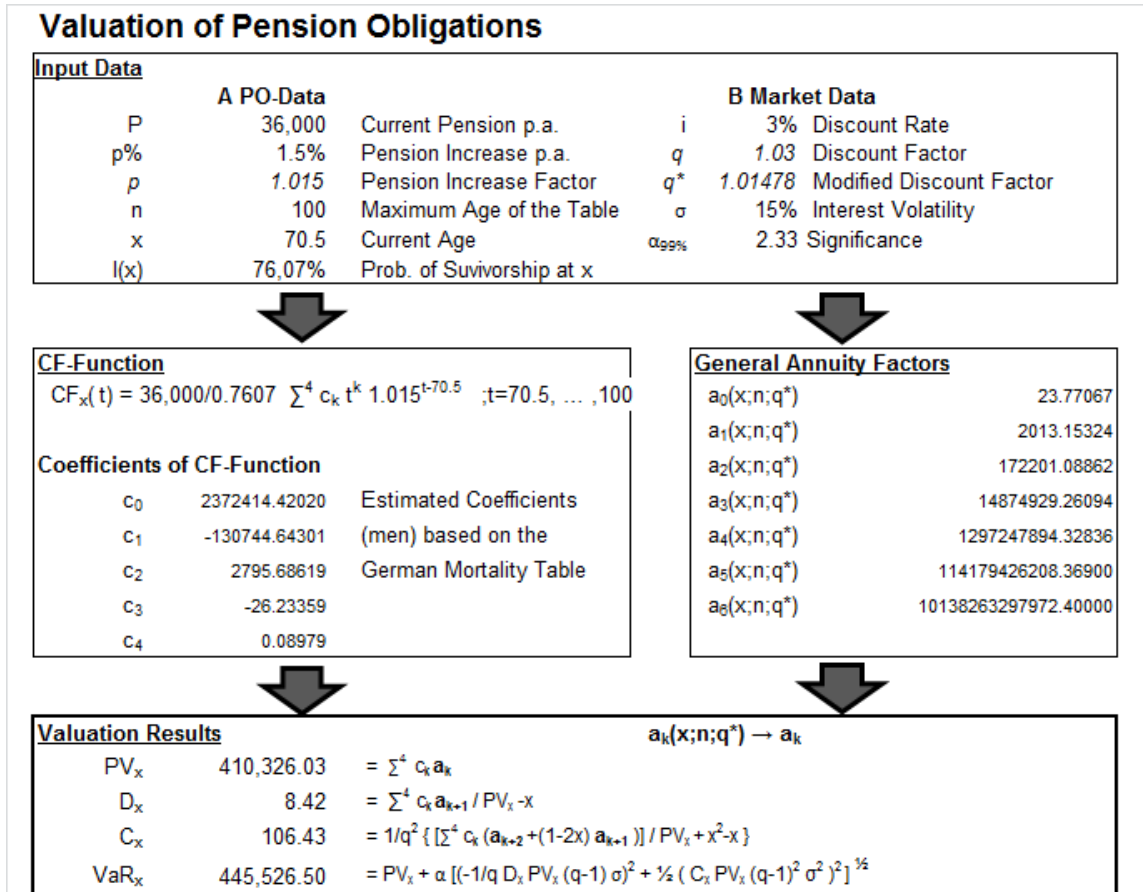 Valuation of Pension Obligations
Input Data
A PO-Data B Market Data
P 36,000 Current Pension p.a. i 3% Discount Rate
p% 1.5% Pension Increase p.a. q 1.03 Discount Factor
p 1.015 Pension Increase Factor q* 1.01478 Modified Discount Factor
n 100 Maximum Age of the Table σ 15% Interest Volatility
x 70.5 Current Age α99% 2.33 Significance
l(x) 76,07% Prob. of Suvivorship at x
CF-Function
CFx(t) = 36,000/0.7607 ∑⁴ cₖ tᵏ 1.015^t-70.5 ;t=70.5, ... ,100
Coefficients of CF-Function
c₀ 2372414.42020 Estimated Coefficients
c₁ -130744.64301 (men) based on the
c₂ 2795.68619 German Mortality Table
c₃ -26.23359
c₄ 0.08979
General Annuity Factors
a₀(x;n;q*) 23.77067
a₁(x;n;q*) 2013.15324
a₂(x;n;q*) 172201.08862
a₃(x;n;q*) 14874929.26094
a₄(x;n;q*) 1297247894.32836
a₅(x;n;q*) 114179426208.36900
a₆(x;n;q*) 10138263297972.40000
Valuation Results aₖ(x;n;q*) → aₖ
PVₓ 410,326.03 = ∑⁴ cₖ aₖ
Dₓ 8.42 = ∑⁴ cₖ aₖ₊₁ / PVₓ -x
Cₓ 106.43 = 1/q² { [∑⁴ cₖ (aₖ₊₂ +(1-2x) aₖ₊₁ )] / PVₓ + x²-x }
VaRₓ 445,526.50 = PVₓ + α [(-1/q Dₓ PVₓ (q-1) σ)² + ½ ( Cₓ PVₓ (q-1)² σ² )²] ^½